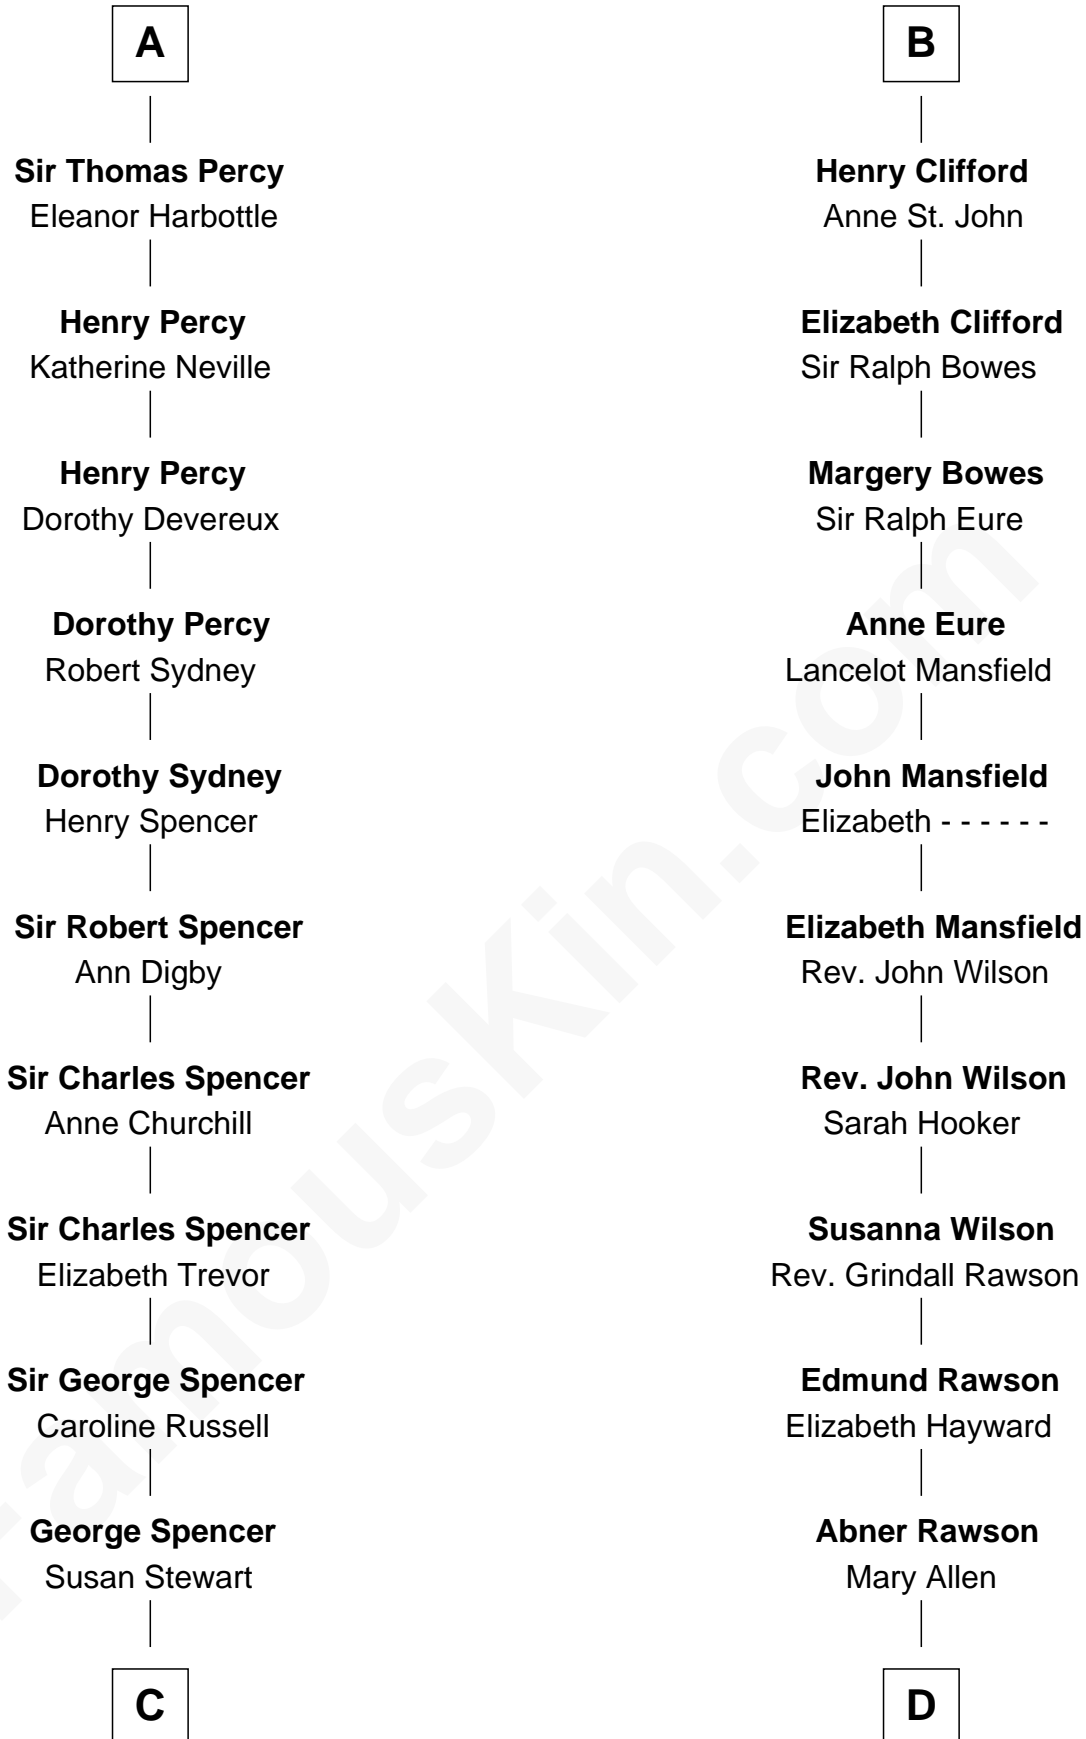 A
Sir Thomas Percy
Eleanor Harbottle
Henry Percy
Katherine Neville
Henry Percy
Dorothy Devereux
Dorothy Percy
Robert Sydney
Dorothy Sydney
Henry Spencer
Sir Robert Spencer
Ann Digby
Sir Charles Spencer
Anne Churchill
Sir Charles Spencer
Elizabeth Trevor
Sir George Spencer
Caroline Russell
George Spencer
Susan Stewart
C
B
Henry Clifford
Anne St. John
Elizabeth Clifford
Sir Ralph Bowes
Margery Bowes
Sir Ralph Eure
Anne Eure
Lancelot Mansfield
John Mansfield
Elizabeth - - - - - -
Elizabeth Mansfield
Rev. John Wilson
Rev. John Wilson
Sarah Hooker
Susanna Wilson
Rev. Grindall Rawson
Edmund Rawson
Elizabeth Hayward
Abner Rawson
Mary Allen
D
FamousKin.com